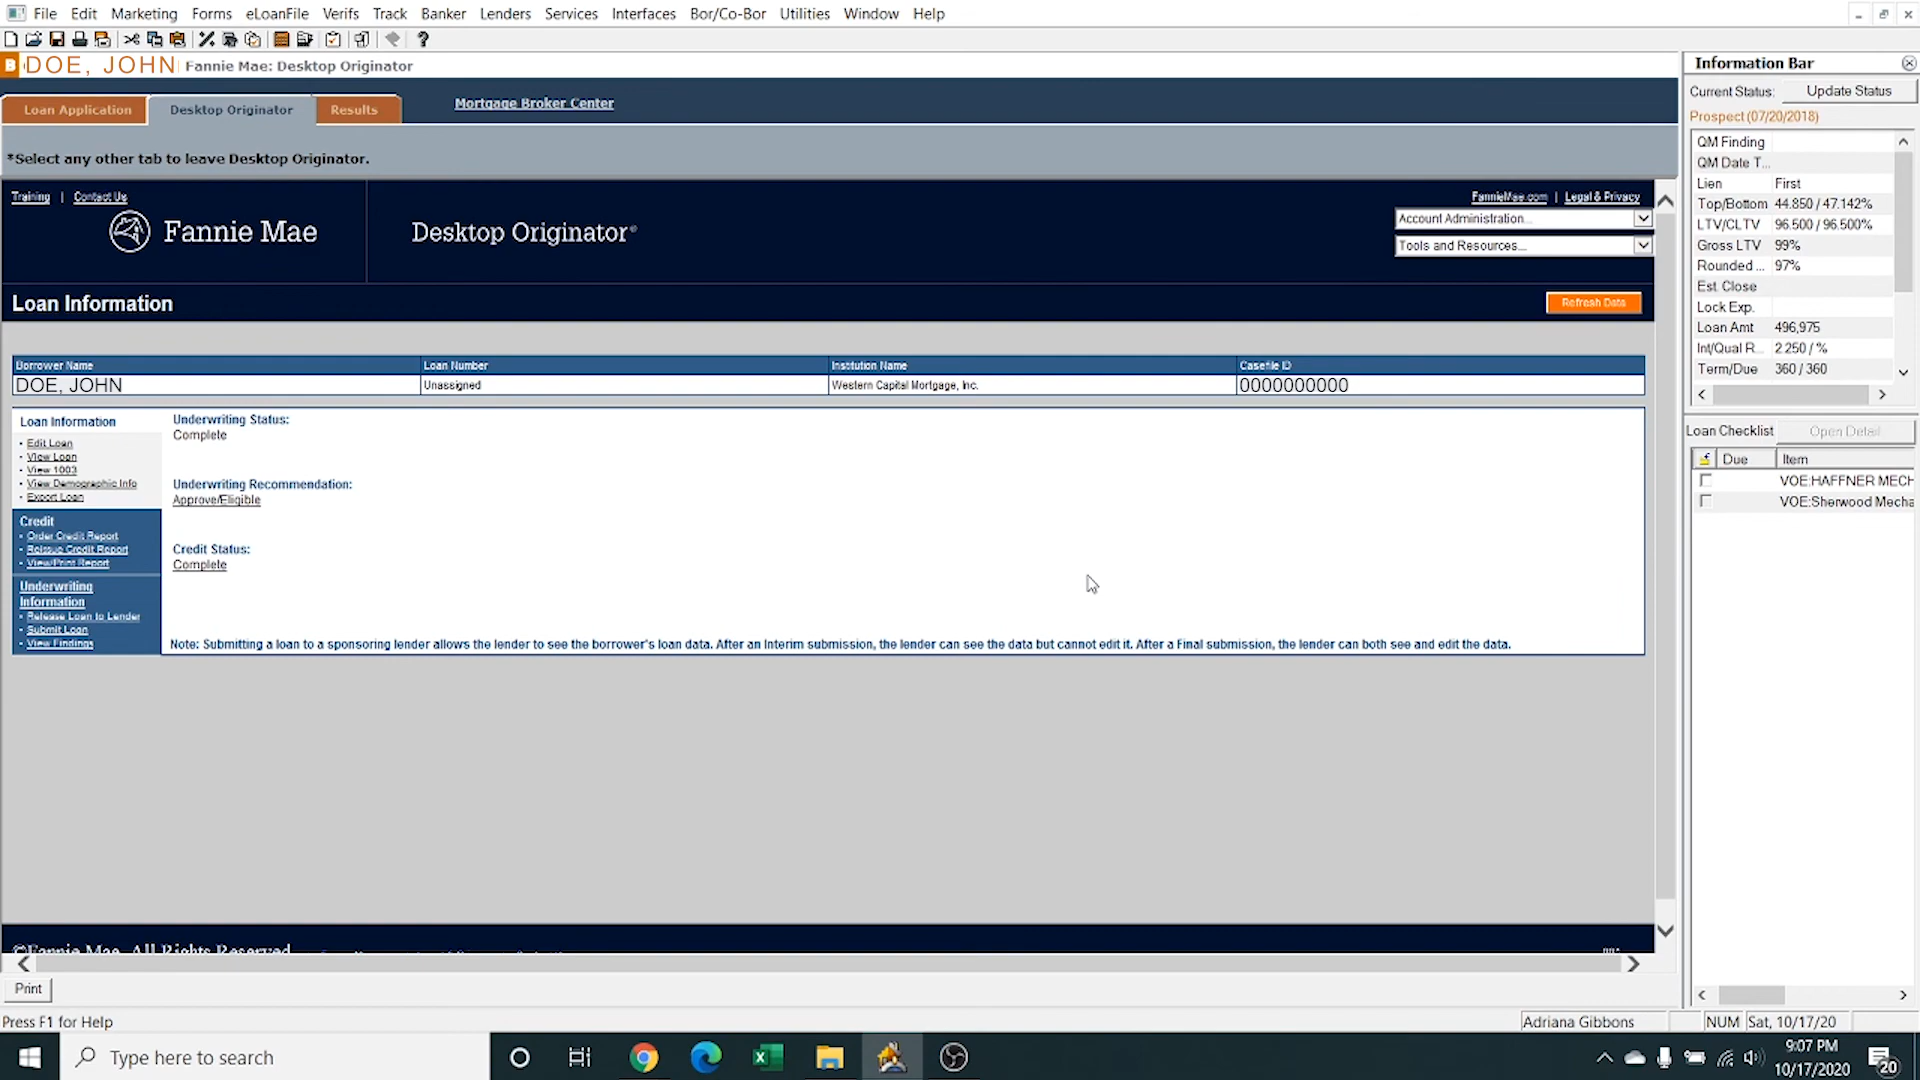 File Edit Marketing Forms eLoanFile Verifs Track Banker Lenders Services Interfaces Bor/Co-Bor Utilities Window Help
B DOE, JOHN Fannie Mae: Desktop Originator
Loan Application Desktop Originator Results Mortgage Broker Center
*Select any other tab to leave Desktop Originator.
Training | Contact Us
FannieMae.com | Legal & Privacy
Fannie Mae
Desktop Originator®
Account Administration...
Tools and Resources...
Loan Information
Refresh Data
Borrower Name Loan Number Institution Name Casefile ID
DOE, JOHN Unassigned Western Capital Mortgage, Inc. 0000000000
Loan Information
• Edit Loan
• View Loan
• View 1003
• View Demographic Info
• Export Loan
Credit
• Order Credit Report
• Reissue Credit Report
• View/Print Report
Underwriting
Information
• Release Loan to Lender
• Submit Loan
• View Findings
Underwriting Status:
Complete
Underwriting Recommendation:
Approve/Eligible
Credit Status:
Complete
Note: Submitting a loan to a sponsoring lender allows the lender to see the borrower's loan data. After an Interim submission, the lender can see the data but cannot edit it. After a Final submission, the lender can both see and edit the data.
©Fannie Mae. All Rights Reserved
Print
Press F1 for Help
Information Bar
Current Status: Update Status
Prospect (07/20/2018)
QM Finding
QM Date T...
Lien First
Top/Bottom 44.850 / 47.142%
LTV/CLTV 96.500 / 96.500%
Gross LTV 99%
Rounded ... 97%
Est. Close
Lock Exp.
Loan Amt 496,975
Int/Qual R... 2.250 / %
Term/Due 360 / 360
Loan Checklist Open Detail
Due Item
VOE:HAFFNER MECH
VOE:Sherwood Mecha
Adriana Gibbons NUM Sat, 10/17/20
Type here to search
9:07 PM
10/17/2020
20